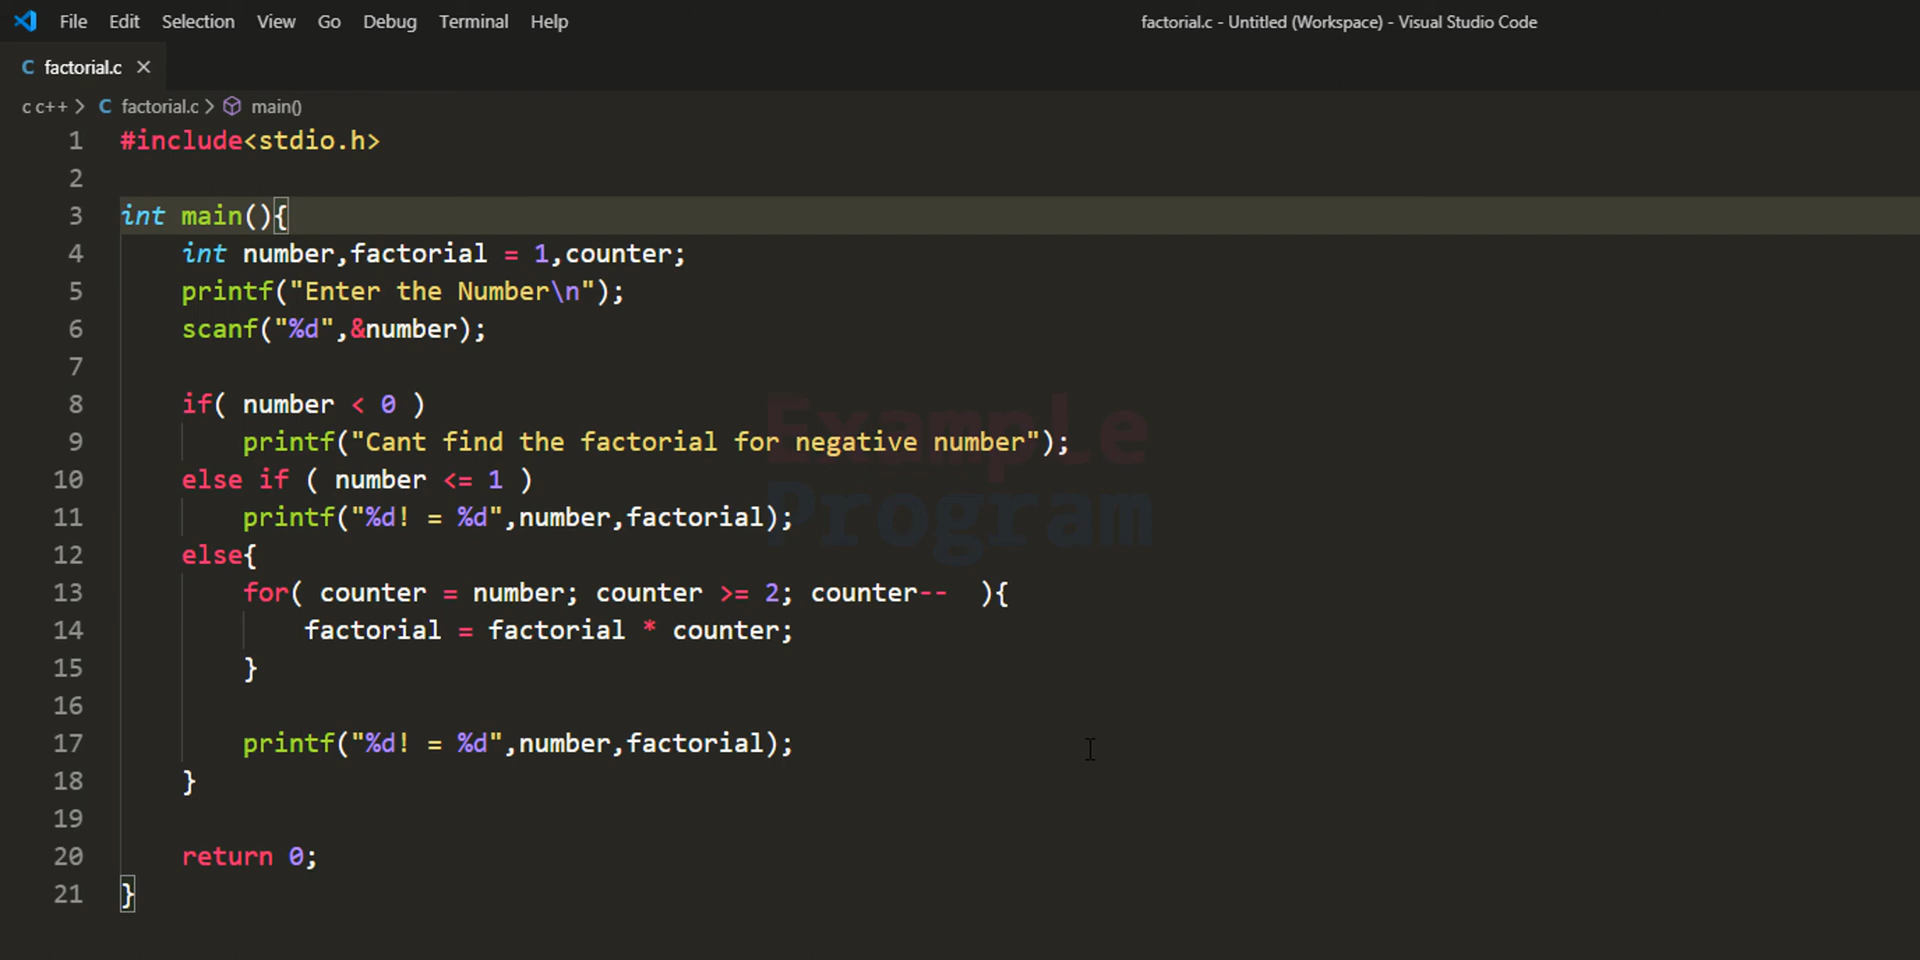 File Edit Selection View Go Debug Terminal Help factorial.c - Untitled (Workspace) - Visual Studio Code
C factorial.c ×
c c++ > C factorial.c > main()
1 #include<stdio.h>
2
3 int main(){
4     int number,factorial = 1,counter;
5     printf("Enter the Number\n");
6     scanf("%d",&number);
7
8     if( number < 0 )
9         printf("Cant find the factorial for negative number");
10     else if ( number <= 1 )
11         printf("%d! = %d",number,factorial);
12     else{
13         for( counter = number; counter >= 2; counter--  ){
14             factorial = factorial * counter;
15         }
16
17         printf("%d! = %d",number,factorial);
18     }
19
20     return 0;
21 }
Example
Program